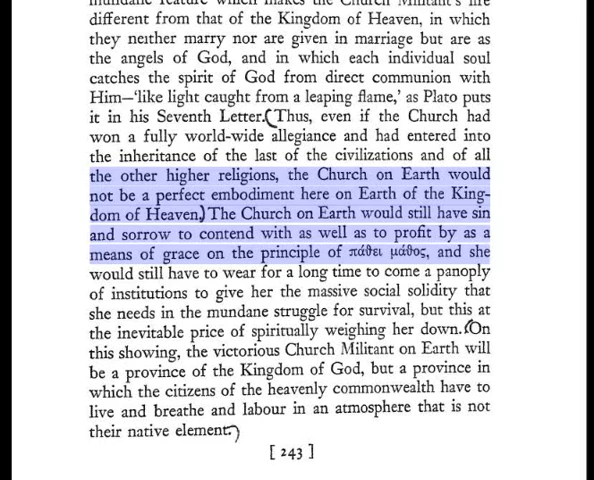 mundane feature which makes the Church Militant's life
different from that of the Kingdom of Heaven, in which
they neither marry nor are given in marriage but are as
the angels of God, and in which each individual soul
catches the spirit of God from direct communion with
Him—‘like light caught from a leaping flame,’ as Plato puts
it in his Seventh Letter. (Thus, even if the Church had
won a fully world-wide allegiance and had entered into
the inheritance of the last of the civilizations and of all
the other higher religions, the Church on Earth would
not be a perfect embodiment here on Earth of the King-
dom of Heaven.) The Church on Earth would still have sin
and sorrow to contend with as well as to profit by as a
means of grace on the principle of πάθει μάθος, and she
would still have to wear for a long time to come a panoply
of institutions to give her the massive social solidity that
she needs in the mundane struggle for survival, but this at
the inevitable price of spiritually weighing her down. (On
this showing, the victorious Church Militant on Earth will
be a province of the Kingdom of God, but a province in
which the citizens of the heavenly commonwealth have to
live and breathe and labour in an atmosphere that is not
their native element.)
[ 243 ]